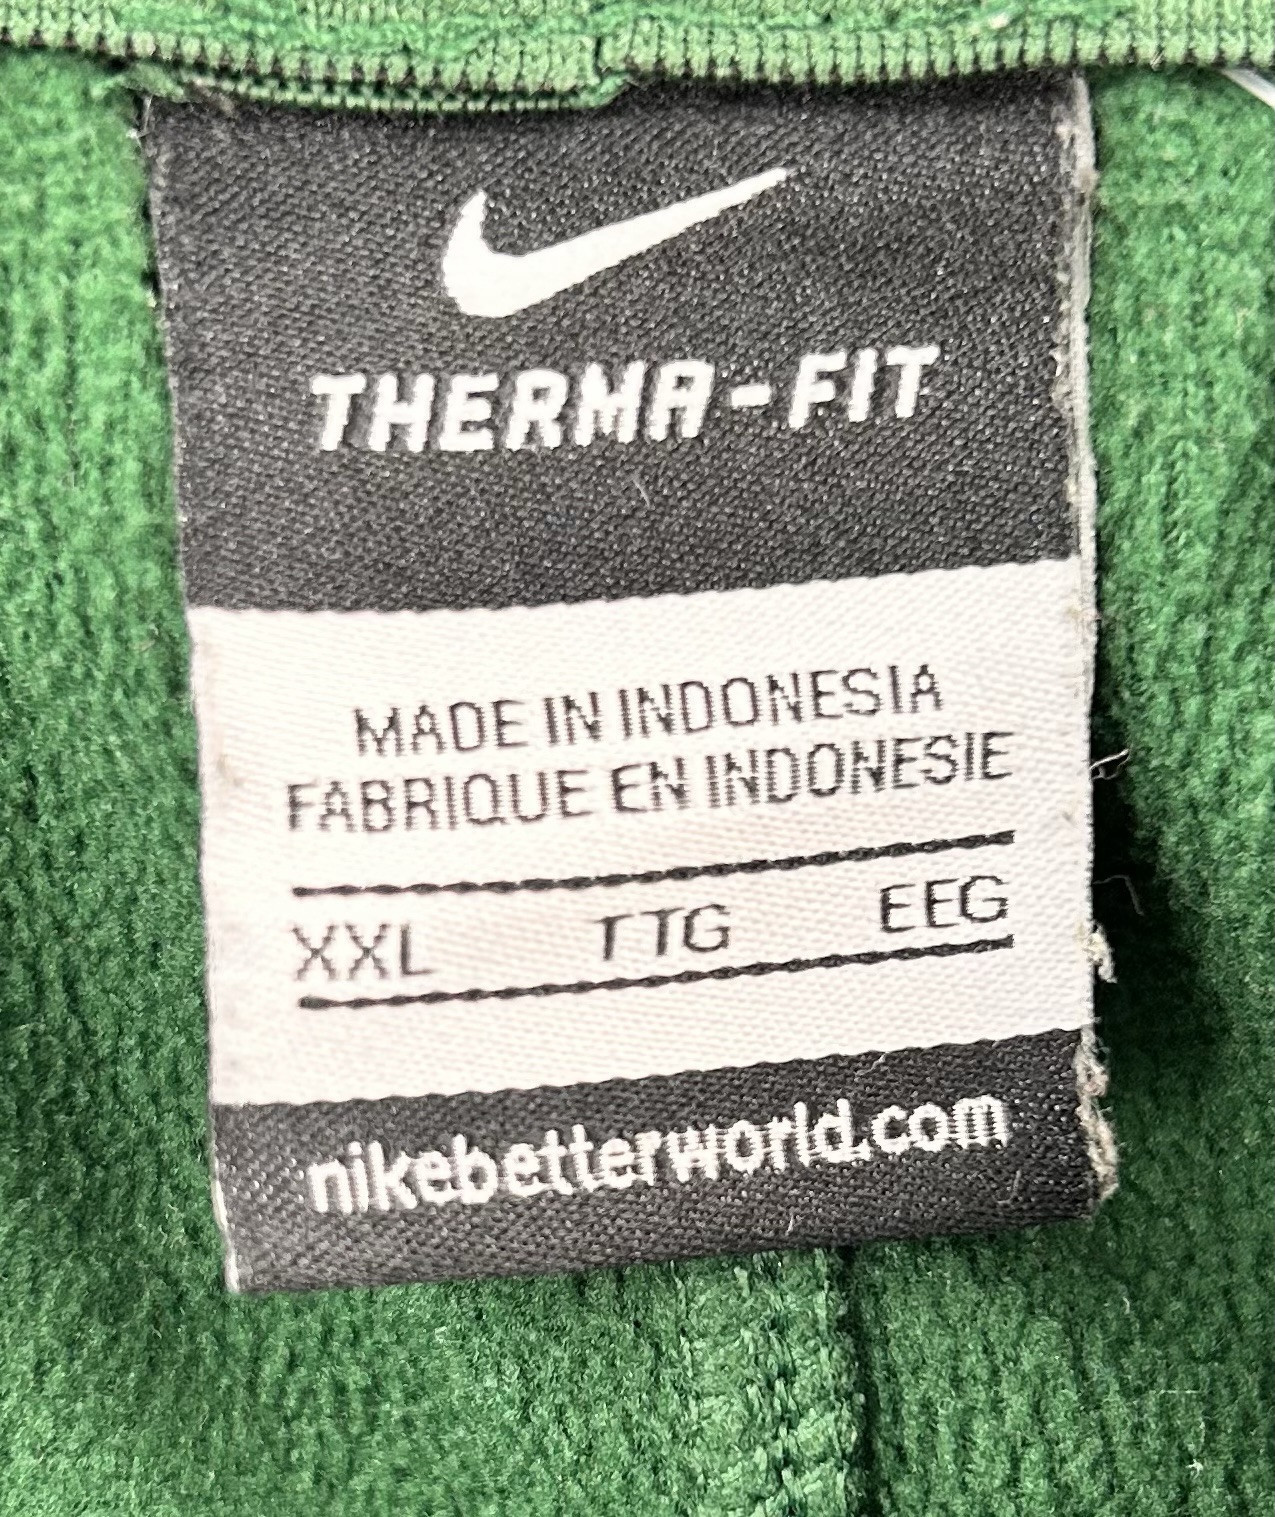 THERMA-FIT
MADE IN INDONESIA
FABRIQUE EN INDONESIE
XXL TTG EEG
nikebetterworld.com